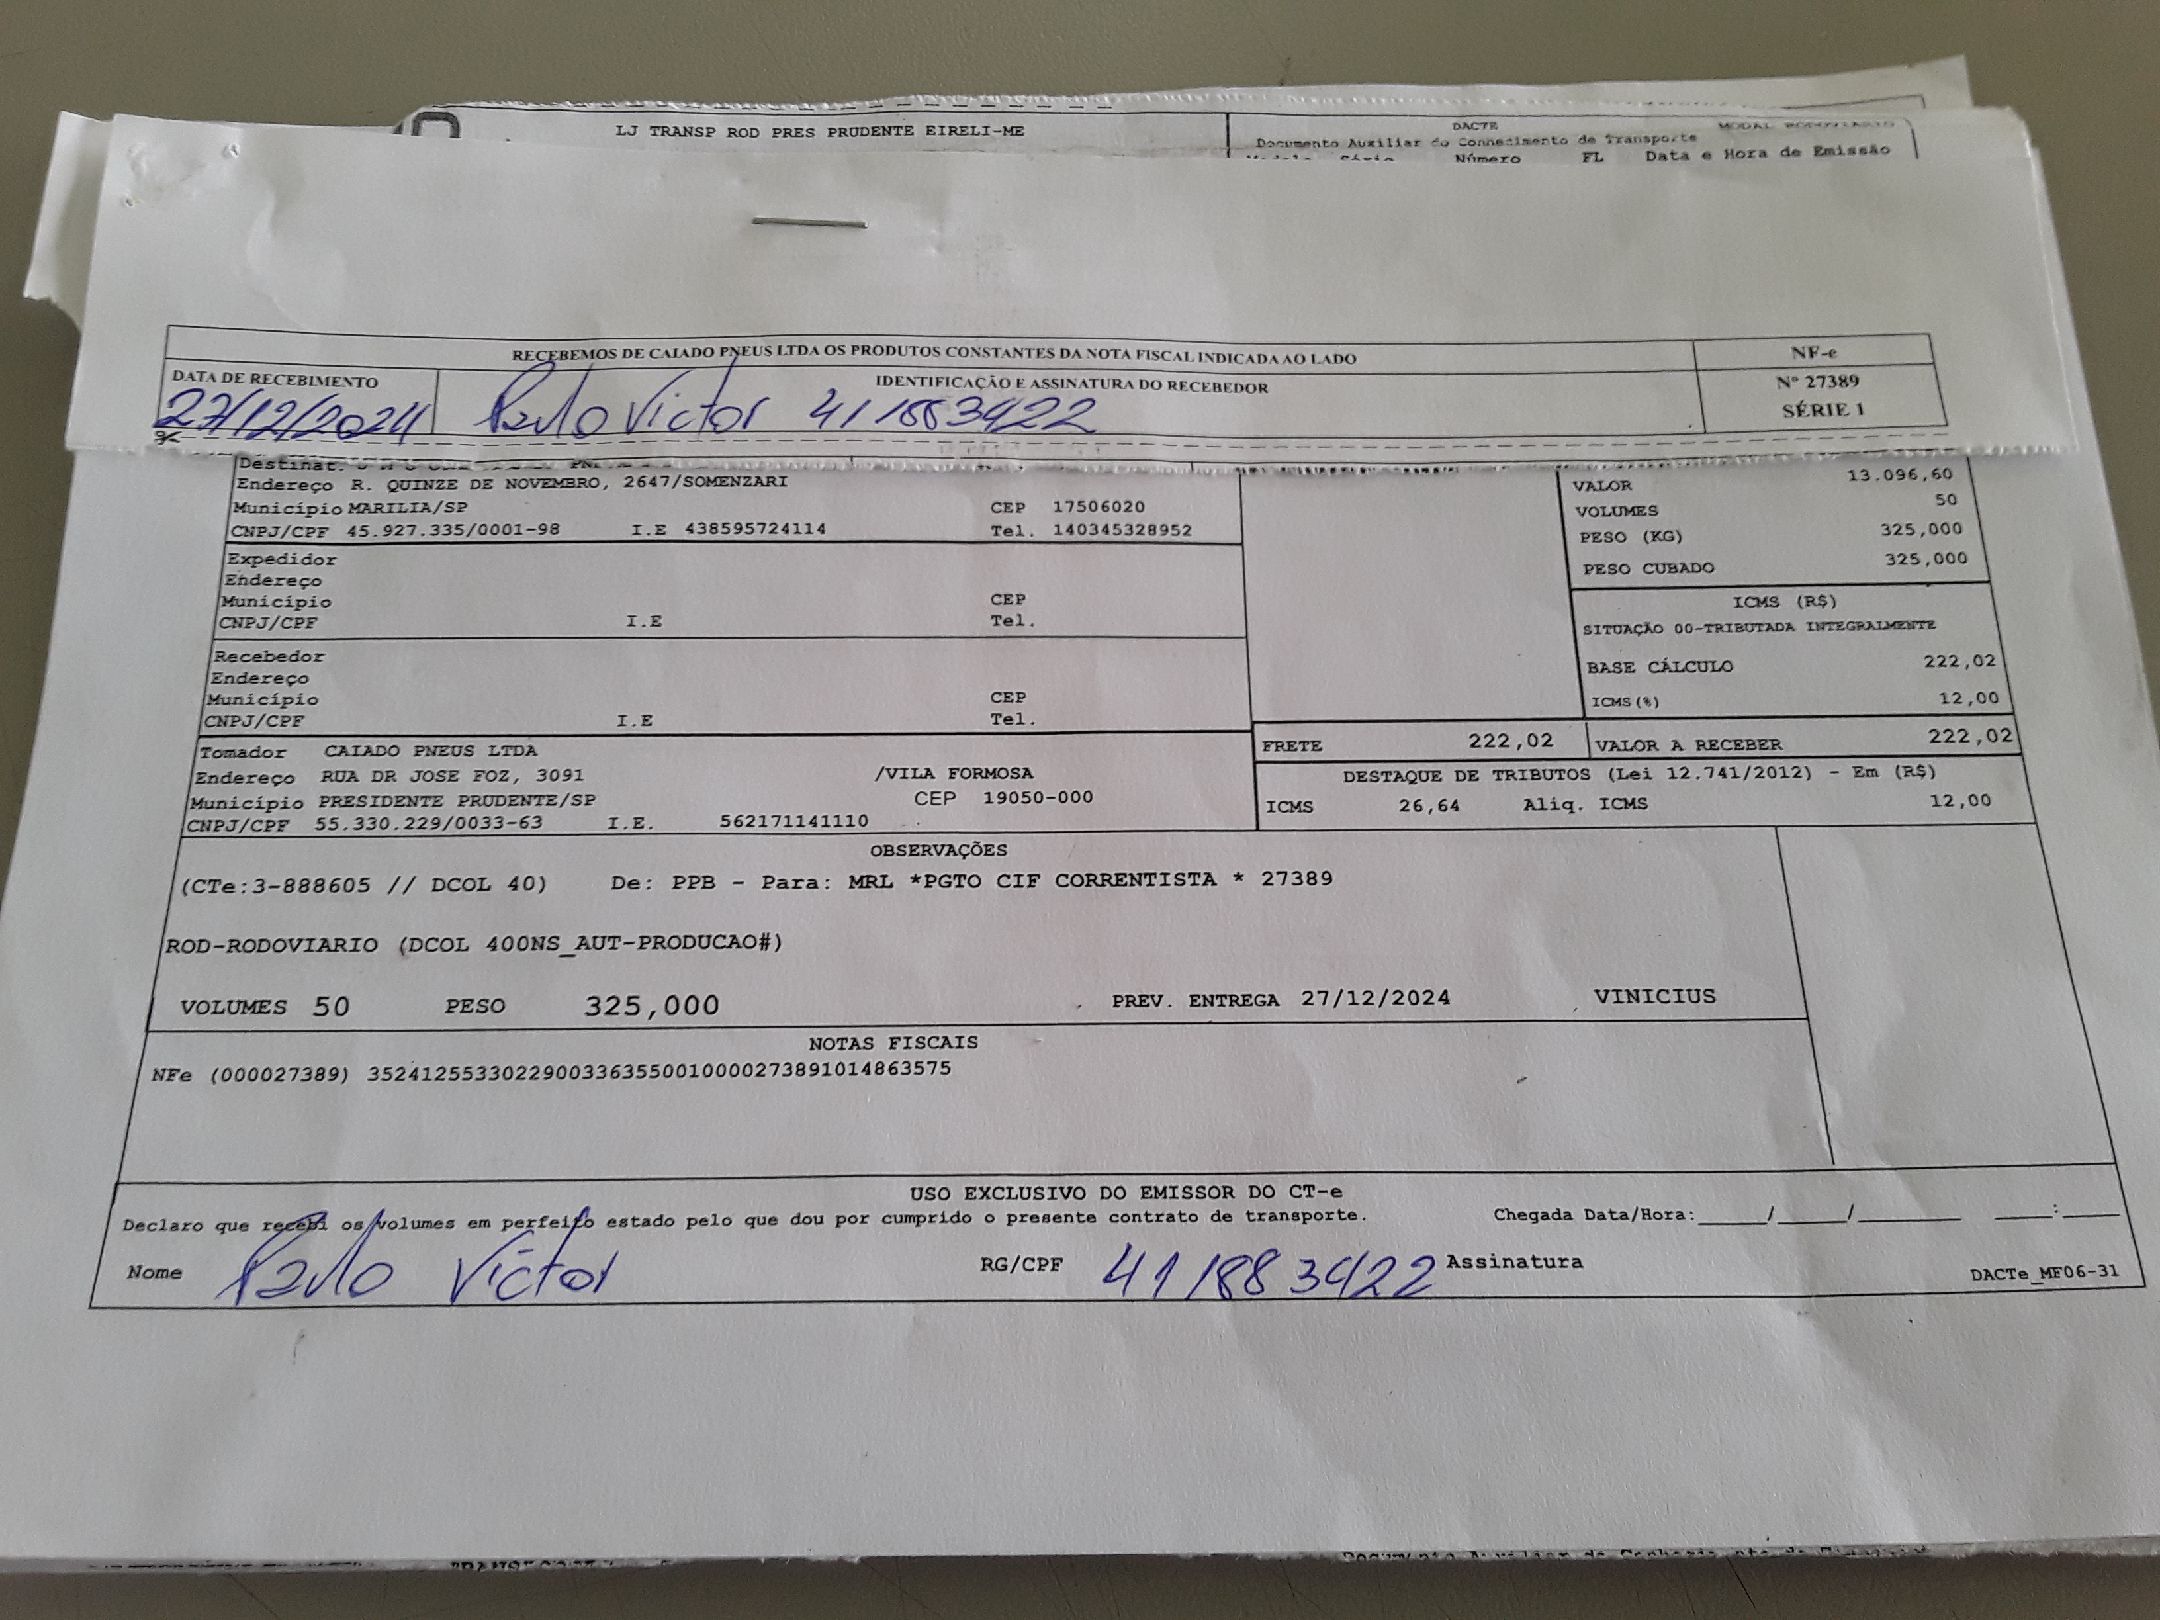 LJ TRANSP ROD PRES PRUDENTE EIRELI-ME
DACTE MODAL RODOVIARIO
Documento Auxiliar do Conhecimento de Transporte
Número FL Data e Hora de Emissão
RECEBEMOS DE CAIADO PNEUS LTDA OS PRODUTOS CONSTANTES DA NOTA FISCAL INDICADA AO LADO
NF-e
Nº 27389
SÉRIE 1
DATA DE RECEBIMENTO
27/12/2024
IDENTIFICAÇÃO E ASSINATURA DO RECEBEDOR
Paulo Victor 411883422
Destinat.
Endereço R. QUINZE DE NOVEMBRO, 2647/SOMENZARI
Município MARILIA/SP CEP 17506020
CNPJ/CPF 45.927.335/0001-98 I.E 438595724114 Tel. 140345328952
VALOR 13.096,60
VOLUMES 50
PESO (KG) 325,000
PESO CUBADO 325,000
Expedidor
Endereço
Município CEP
CNPJ/CPF I.E Tel.
ICMS (R$)
SITUAÇÃO 00-TRIBUTADA INTEGRALMENTE
BASE CÁLCULO 222,02
ICMS(%) 12,00
Recebedor
Endereço
Município CEP
CNPJ/CPF I.E Tel.
FRETE 222,02 VALOR A RECEBER 222,02
Tomador CAIADO PNEUS LTDA
Endereço RUA DR JOSE FOZ, 3091 /VILA FORMOSA
Município PRESIDENTE PRUDENTE/SP CEP 19050-000
CNPJ/CPF 55.330.229/0033-63 I.E. 562171141110
DESTAQUE DE TRIBUTOS (Lei 12.741/2012) - Em (R$)
ICMS 26,64 Aliq. ICMS 12,00
OBSERVAÇÕES
(CTe:3-888605 // DCOL 40) De: PPB - Para: MRL *PGTO CIF CORRENTISTA * 27389
ROD-RODOVIARIO (DCOL 400NS_AUT-PRODUCAO#)
VOLUMES 50 PESO 325,000 PREV. ENTREGA 27/12/2024 VINICIUS
NOTAS FISCAIS
NFe (000027389) 35241255330229003363550010000273891014863575
USO EXCLUSIVO DO EMISSOR DO CT-e
Declaro que recebi os volumes em perfeito estado pelo que dou por cumprido o presente contrato de transporte. Chegada Data/Hora:_____/_____/________ ____:____
Nome Paulo Victor RG/CPF 411883422 Assinatura
DACTe_MF06-31